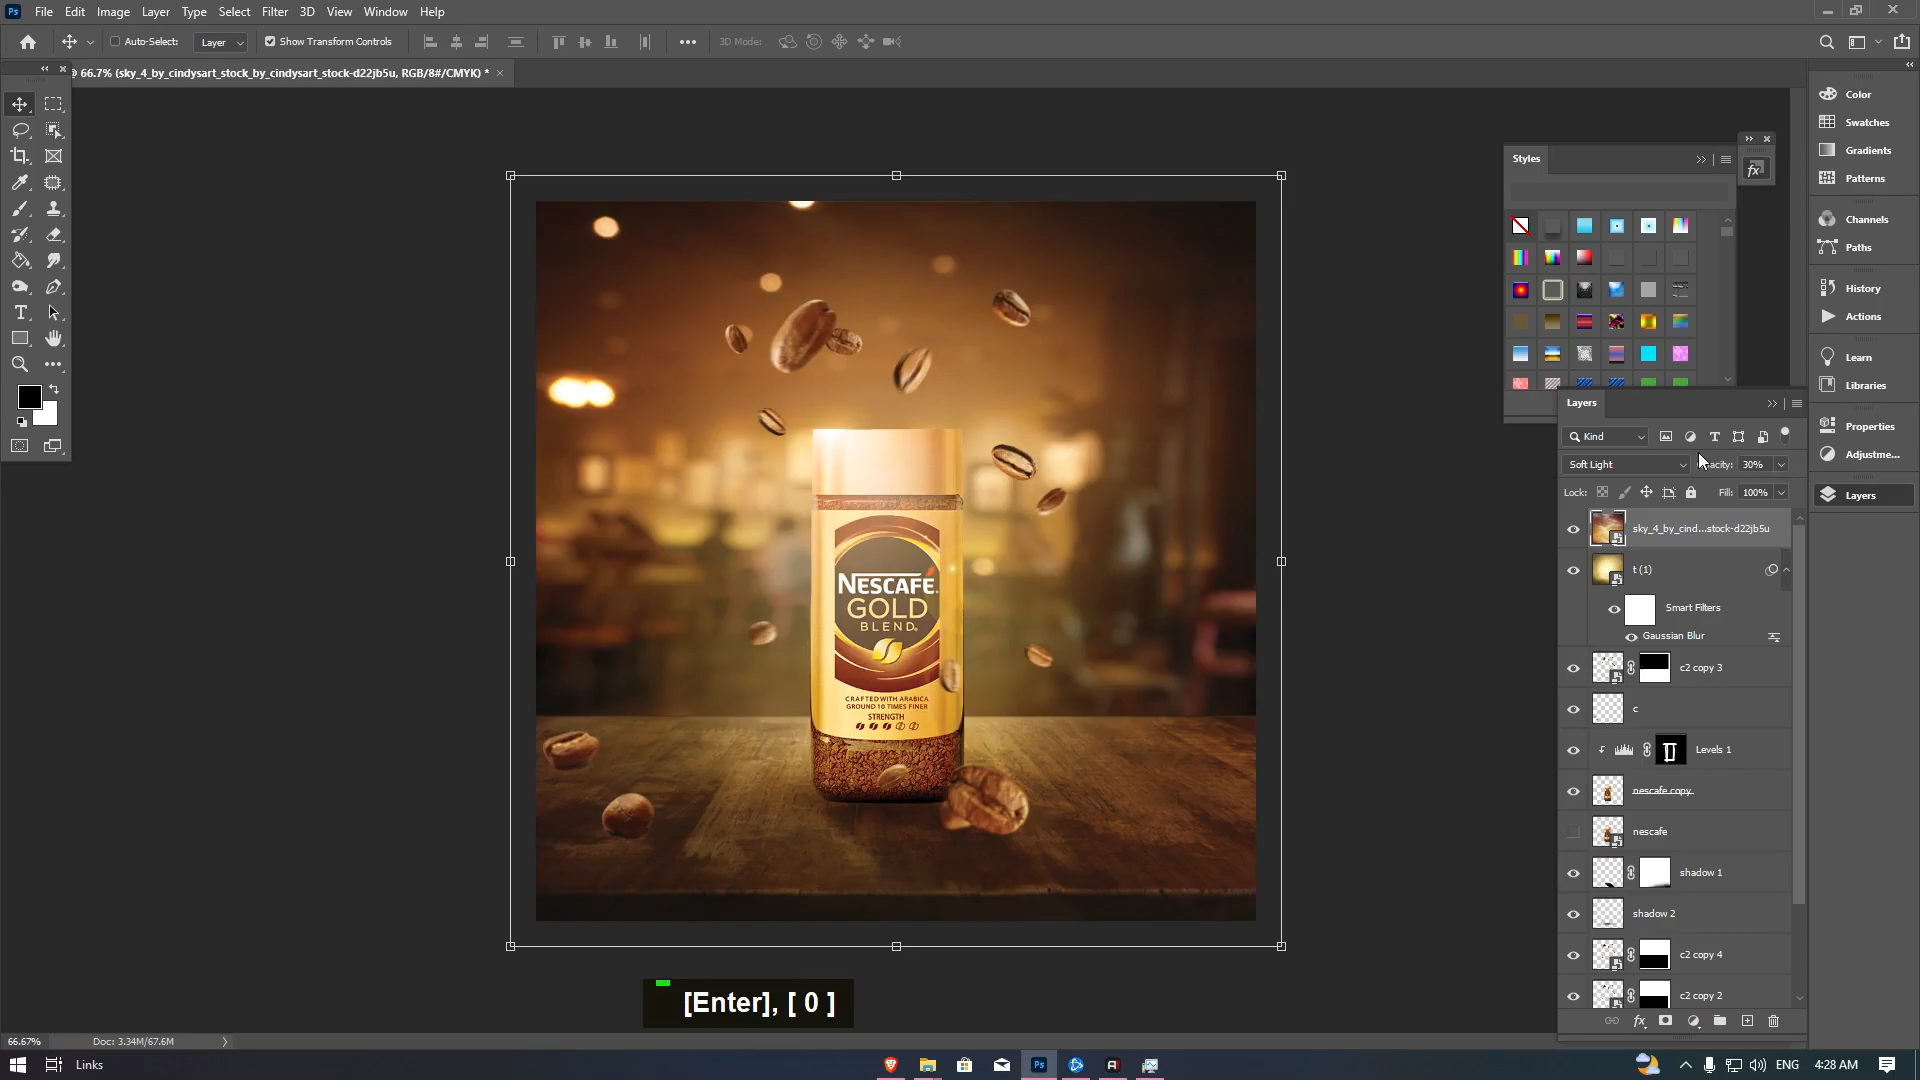 Ps File Edit Image Layer Type Select Filter 3D View Window Help
Auto-Select: Layer Show Transform Controls 3D Mode:
@ 66.7% (sky_4_by_cindysart_stock_by_cindysart_stock-d22jb5u, RGB/8#/CMYK) *
Color
Swatches
Gradients
Patterns
Channels
Paths
History
Actions
Learn
Libraries
Properties
Adjustme...
Layers
Styles
Layers
Kind
Soft Light Opacity: 30%
Lock: Fill: 100%
sky_4_by_cind...stock-d22jb5u
t (1)
Smart Filters
Gaussian Blur
c2 copy 3
c
Levels 1
nescafe copy
nescafe
shadow 1
shadow 2
c2 copy 4
c2 copy 2
NESCAFÉ
GOLD
BLEND
CRAFTED WITH ARABICA
GROUND 10 TIMES FINER
STRENGTH
[Enter], [ 0 ]
66.67% Doc: 3.34M/67.6M
Links Ps ENG 4:28 AM